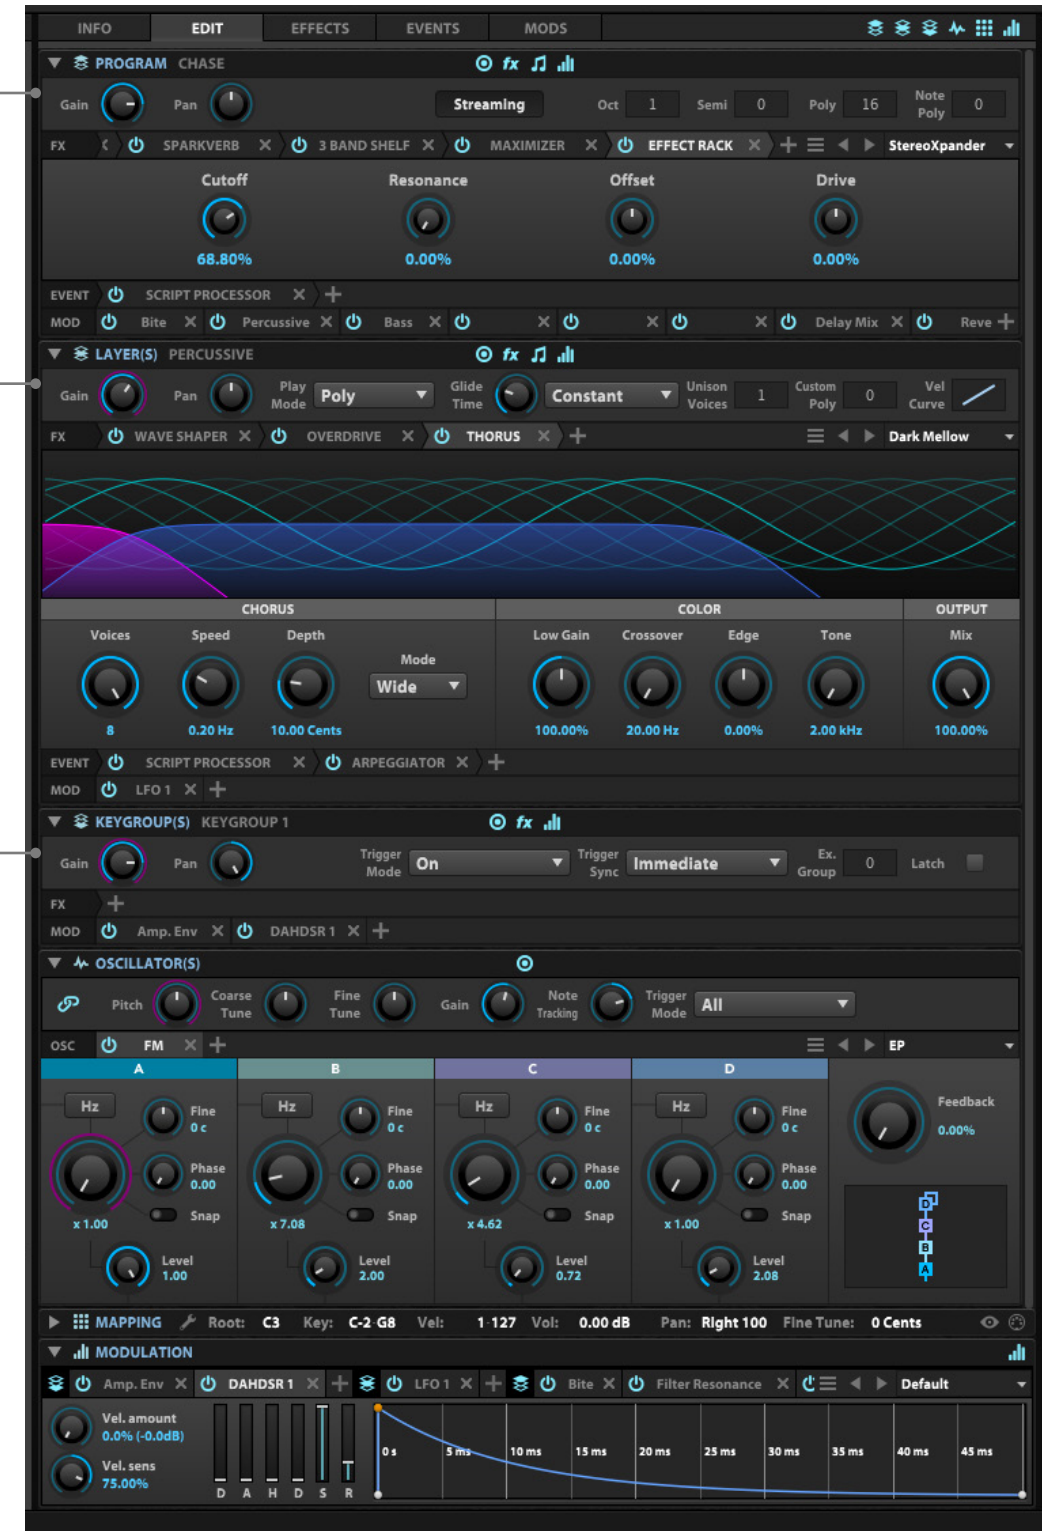 INFO EDIT EFFECTS EVENTS MODS
PROGRAM CHASE fx
Gain Pan Streaming Oct 1 Semi 0 Poly 16 Note Poly 0
FX SPARKVERB 3 BAND SHELF MAXIMIZER EFFECT RACK StereoXpander
Cutoff Resonance Offset Drive
68.80% 0.00% 0.00% 0.00%
EVENT SCRIPT PROCESSOR
MOD Bite Percussive Bass Delay Mix Reve
LAYER(S) PERCUSSIVE fx
Gain Pan Play Mode Poly Glide Time Constant Unison Voices 1 Custom Poly 0 Vel Curve
FX WAVE SHAPER OVERDRIVE THORUS Dark Mellow
CHORUS COLOR OUTPUT
Voices Speed Depth Mode Wide Low Gain Crossover Edge Tone Mix
8 0.20 Hz 10.00 Cents 100.00% 20.00 Hz 0.00% 2.00 kHz 100.00%
EVENT SCRIPT PROCESSOR ARPEGGIATOR
MOD LFO 1
KEYGROUP(S) KEYGROUP 1 fx
Gain Pan Trigger Mode On Trigger Sync Immediate Ex. Group 0 Latch
FX
MOD Amp. Env DAHDSR 1
OSCILLATOR(S)
Pitch Coarse Tune Fine Tune Gain Note Tracking Trigger Mode All
OSC FM EP
A B C D
Hz Hz Hz Hz
Fine Fine Fine Fine Feedback
0 c 0 c 0 c 0 c 0.00%
Phase Phase Phase Phase
0.00 0.00 0.00 0.00
Snap Snap Snap Snap
x 1.00 x 7.08 x 4.62 x 1.00
Level Level Level Level
1.00 2.00 0.72 2.08
D
C
B
A
MAPPING Root: C3 Key: C-2 G8 Vel: 1-127 Vol: 0.00 dB Pan: Right 100 Fine Tune: 0 Cents
MODULATION
Amp. Env DAHDSR 1 LFO 1 Bite Filter Resonance Default
Vel. amount
0.0% (-0.0dB)
0 s 5 ms 10 ms 15 ms 20 ms 25 ms 30 ms 35 ms 40 ms 45 ms
Vel. sens
75.00%
D A H D S R